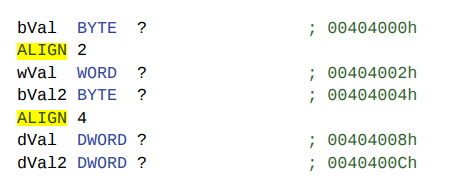 bVal BYTE ? ; 00404000h
ALIGN 2
wVal WORD ? ; 00404002h
bVal2 BYTE ? ; 00404004h
ALIGN 4
dVal DWORD ? ; 00404008h
dVal2 DWORD ? ; 0040400Ch